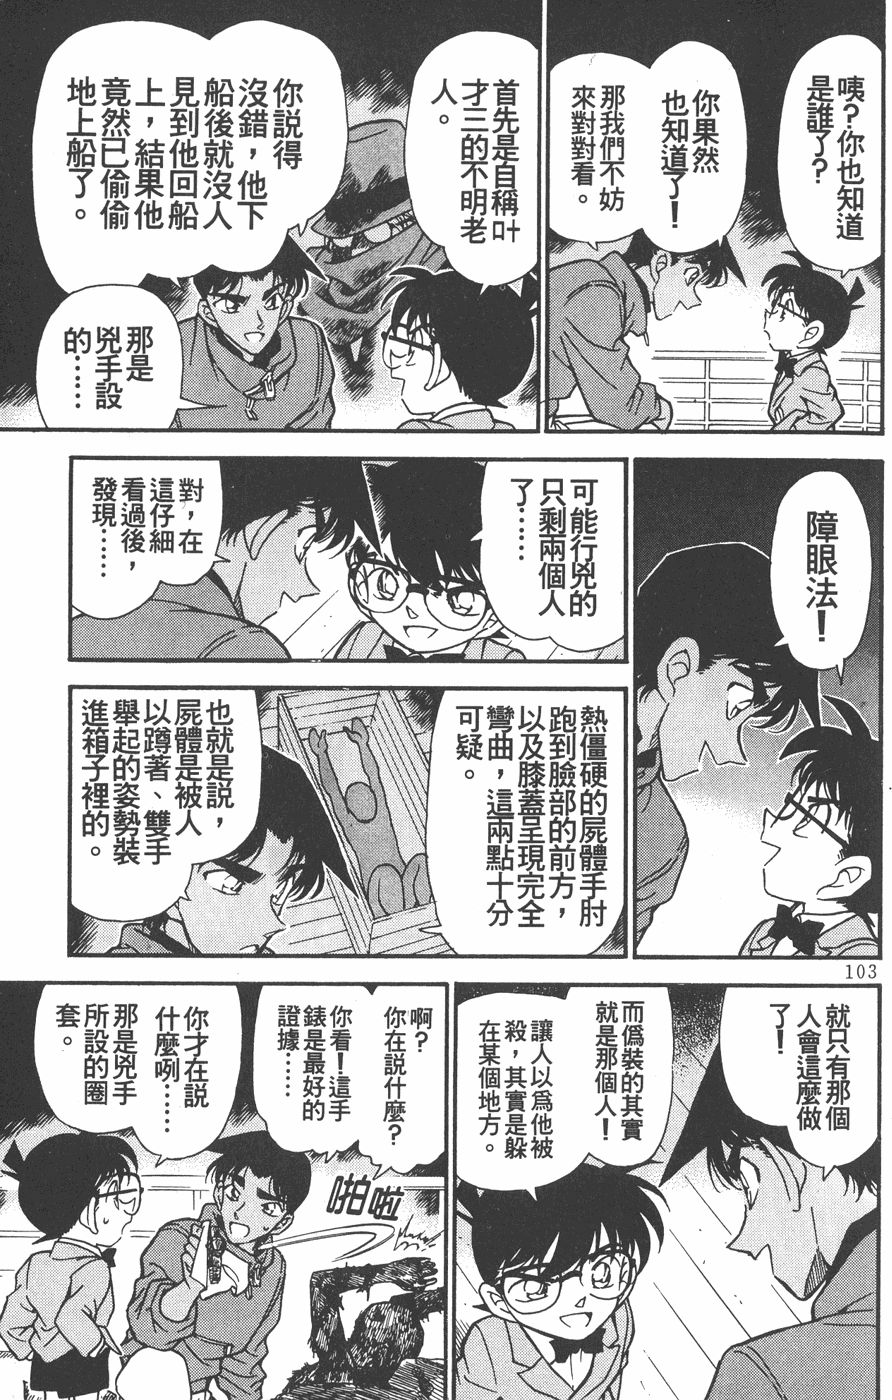 咦?你也知道
是誰了?
你果然
也知道了!
那我們不妨
來對對看。
首先是自稱叶
才三的不明老
人。
你說得
沒錯,他下
船後就沒人
見到他回船
上,結果他
竟然已偷偷
地上船了。
那是
兇手設
的……
障眼法!
可能行兇的
只剩兩個人
了……
對,在
這仔細
看過後,
發現……
熱僵硬的屍體手肘
跑到臉部的前方,
以及膝蓋呈現完全
彎曲,這兩點十分
可疑。
也就是說,
屍體是被人
以蹲著、雙手
舉起的姿勢裝
進箱子裡的。
103
就只有那個
人會這麼做
了!
而偽裝的其實
就是那個人!
讓人以爲他被
殺,其實是躲
在某個地方。
啊?
你在說什麼?
你看!這手
錶是最好的
證據……
啪啦
你才在說
什麼咧……
那是兇手
所設的圈
套。